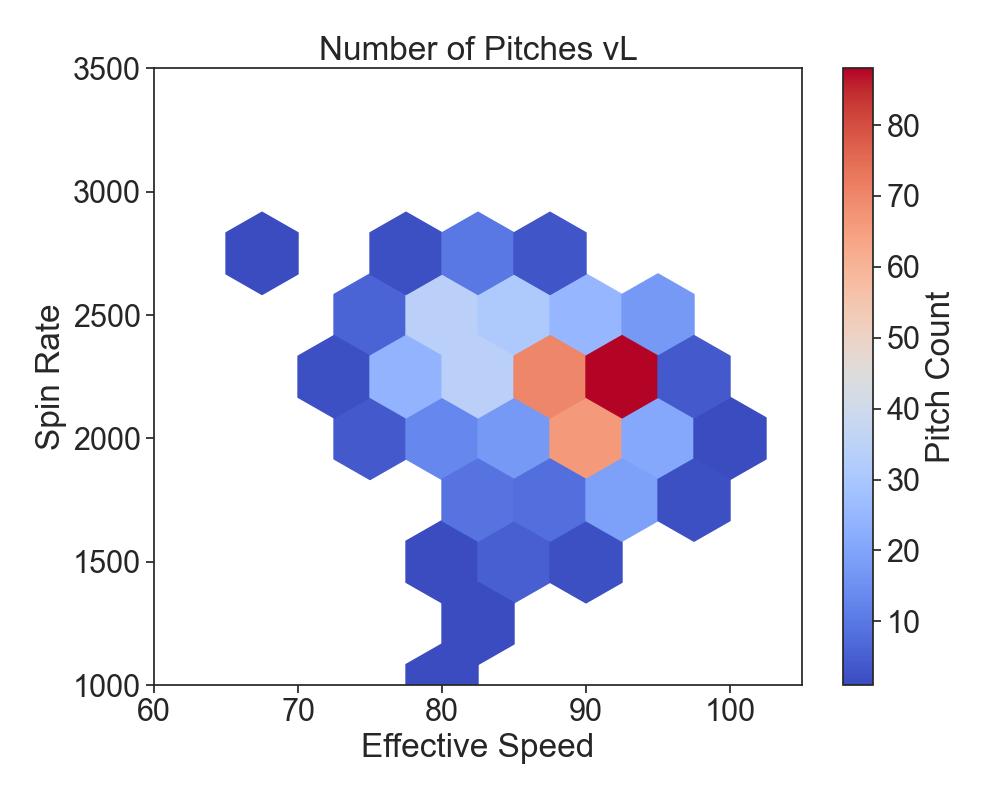 Number of Pitches vL
3500
3000
2500
2000
1500
1000
Spin Rate
60 70 80 90 100
Effective Speed
80
70
60
50
40
30
20
10
Pitch Count